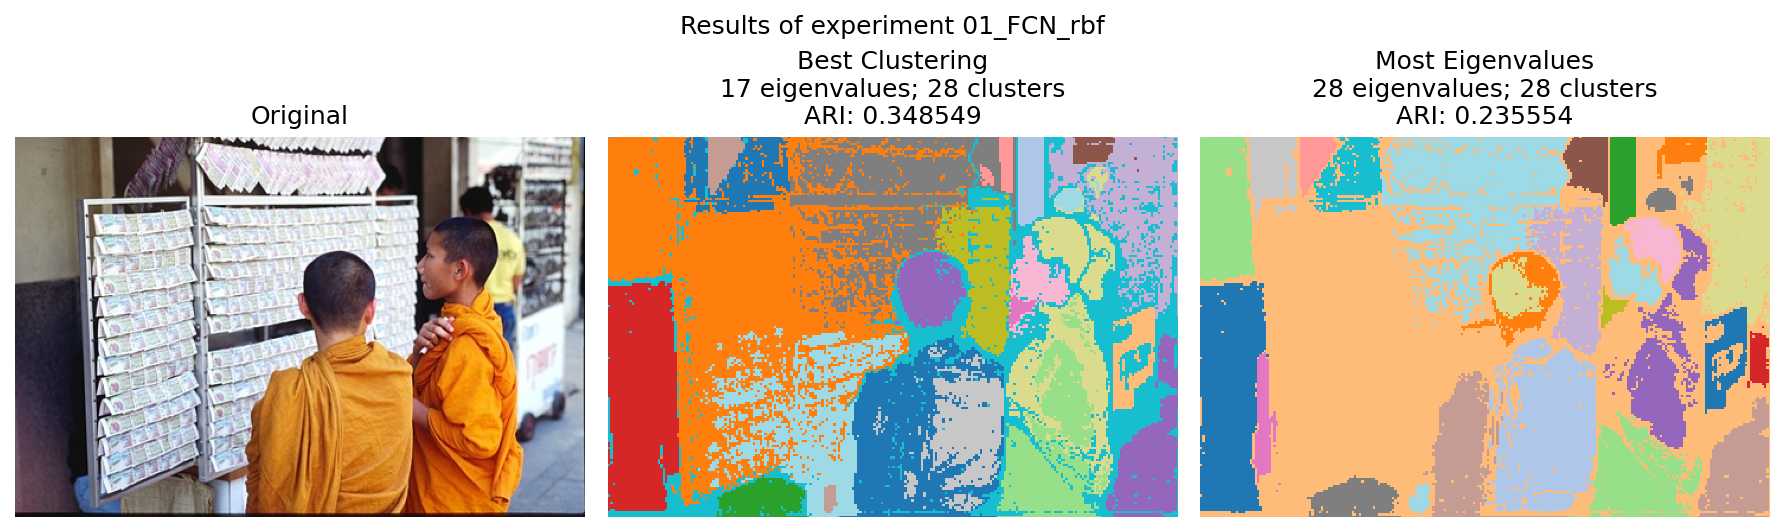 Results of experiment 01_FCN_rbf
Original
Best Clustering
17 eigenvalues; 28 clusters
ARI: 0.348549
Most Eigenvalues
28 eigenvalues; 28 clusters
ARI: 0.235554